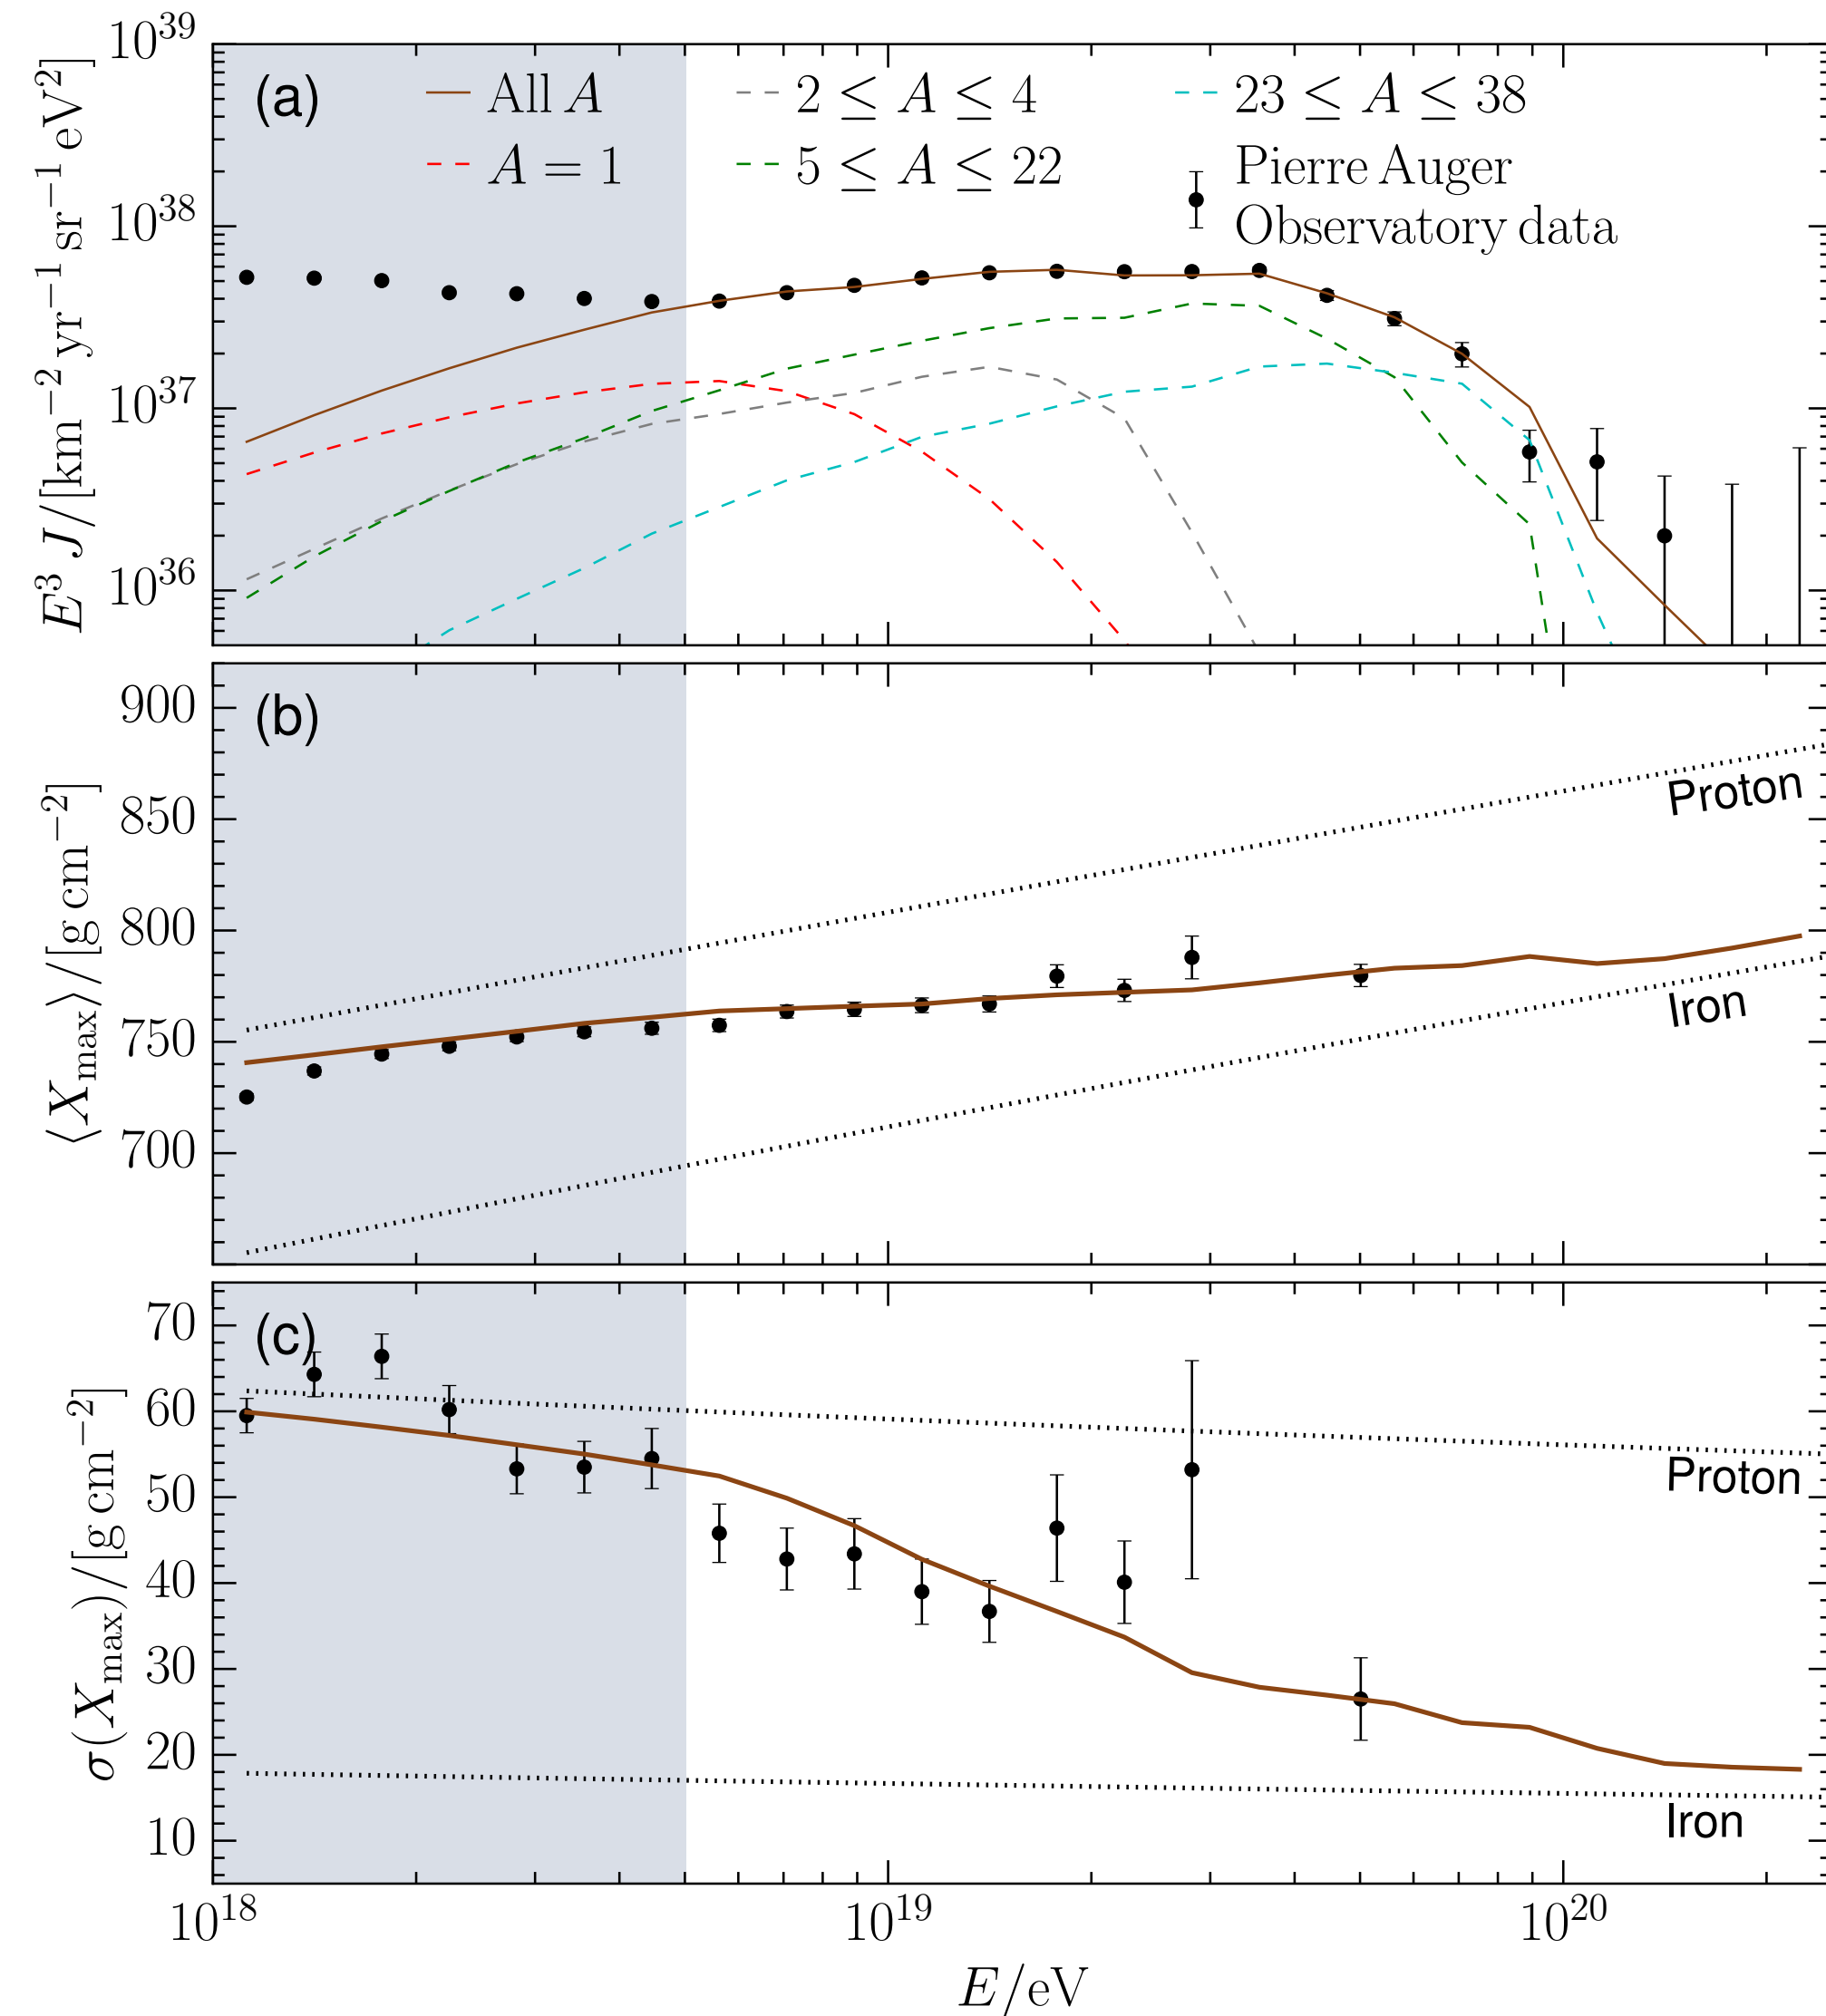 10^39
10^38
10^37
10^36
E^3 J/[km^−2 yr^−1 sr^−1 eV^2]
(a)
All A
A = 1
2 ≤ A ≤ 4
5 ≤ A ≤ 22
23 ≤ A ≤ 38
Pierre Auger
Observatory data
900
850
800
750
700
⟨X_max⟩/[g cm^−2]
(b)
Proton
Iron
70
60
50
40
30
20
10
σ(X_max)/[g cm^−2]
(c)
Proton
Iron
10^18 10^19 10^20
E/eV